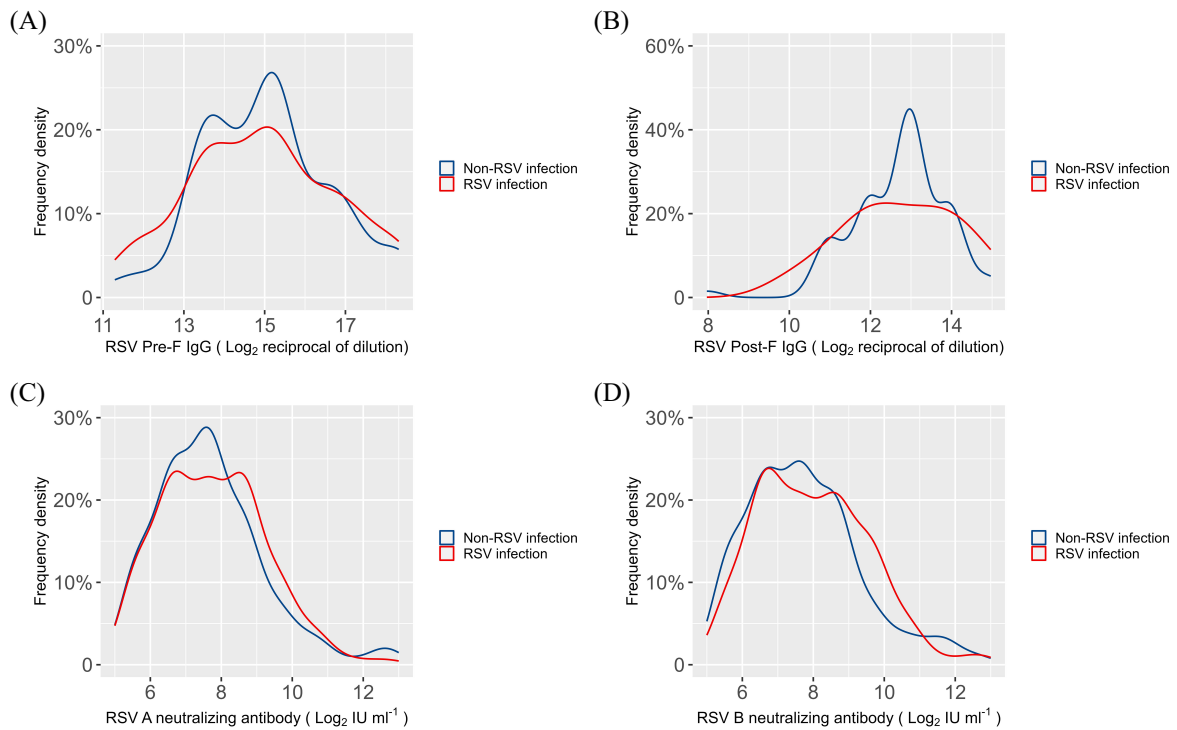 (A)
30%
20%
10%
0
Frequency density
11 13 15 17
RSV Pre-F IgG ( Log₂ reciprocal of dilution)
Non-RSV infection
RSV infection
(B)
60%
40%
20%
0
Frequency density
8 10 12 14
RSV Post-F IgG ( Log₂ reciprocal of dilution)
Non-RSV infection
RSV infection
(C)
30%
20%
10%
0
Frequency density
6 8 10 12
RSV A neutralizing antibody ( Log₂ IU ml⁻¹ )
Non-RSV infection
RSV infection
(D)
30%
20%
10%
0
Frequency density
6 8 10 12
RSV B neutralizing antibody ( Log₂ IU ml⁻¹ )
Non-RSV infection
RSV infection